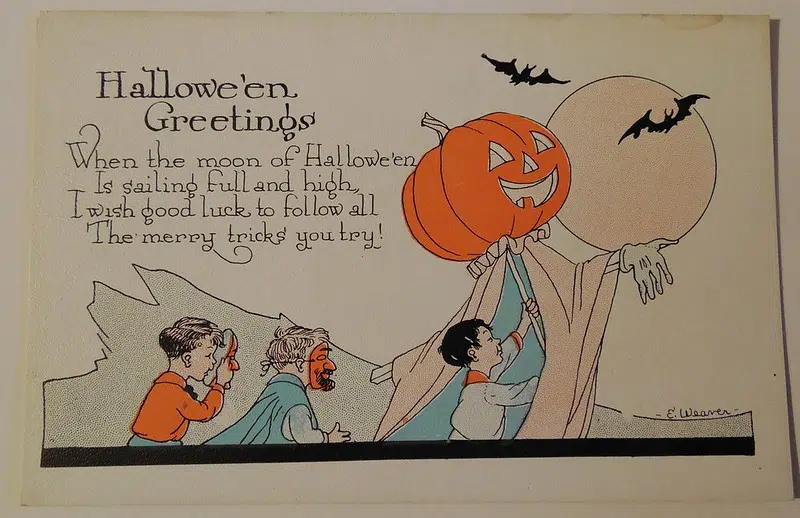 Hallowe'en
Greetings
When the moon of Hallowe'en
Is sailing full and high,
I wish good luck to follow all
The merry tricks you try!
- E. Weaver -